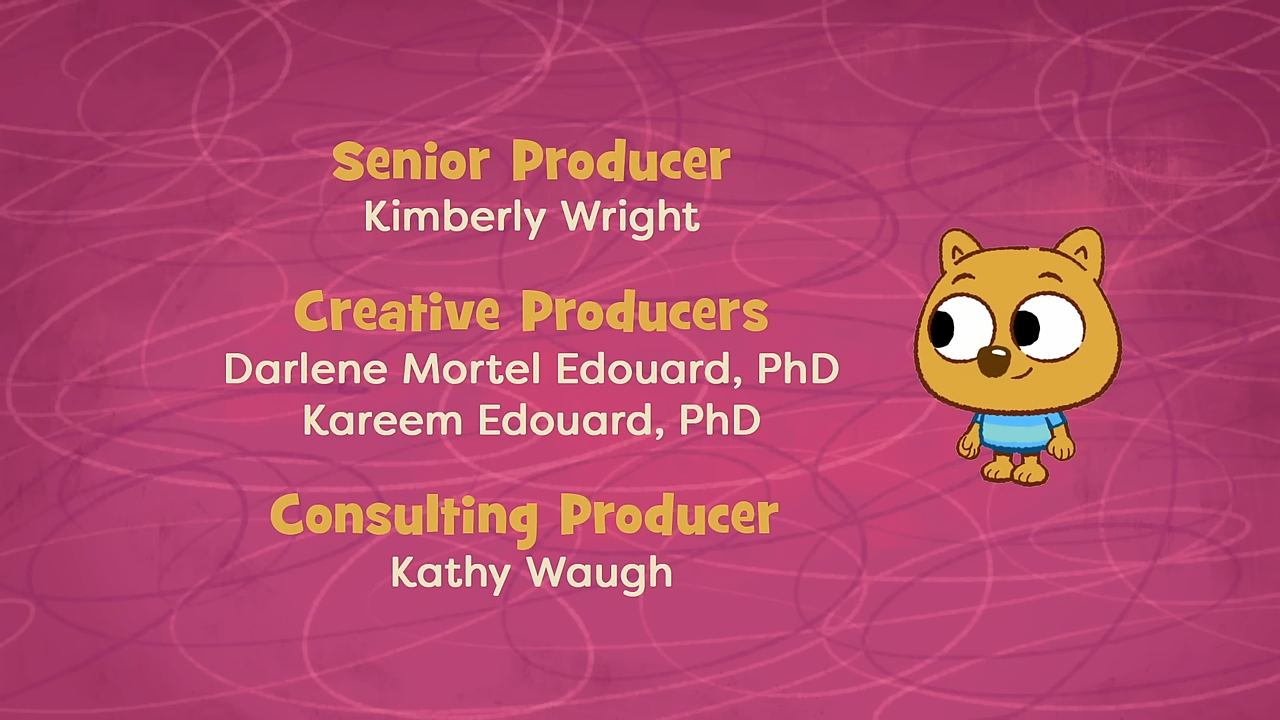 Senior Producer
Kimberly Wright
Creative Producers
Darlene Mortel Edouard, PhD
Kareem Edouard, PhD
Consulting Producer
Kathy Waugh